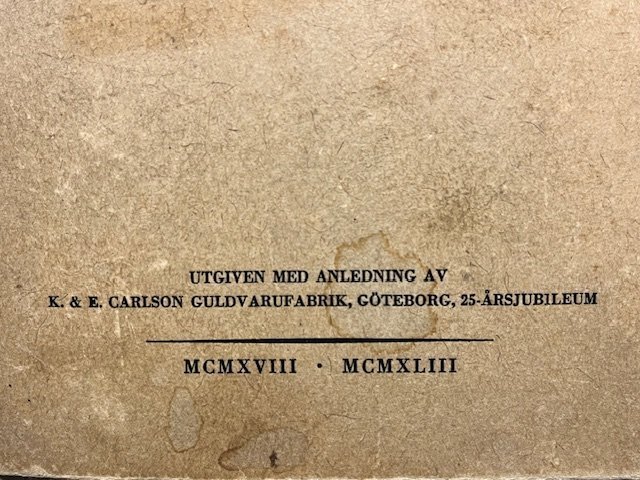 UTGIVEN MED ANLEDNING AV
K. & E. CARLSON GULDVARUFABRIK, GÖTEBORG, 25-ÅRSJUBILEUM
MCMXVIII · MCMXLIII